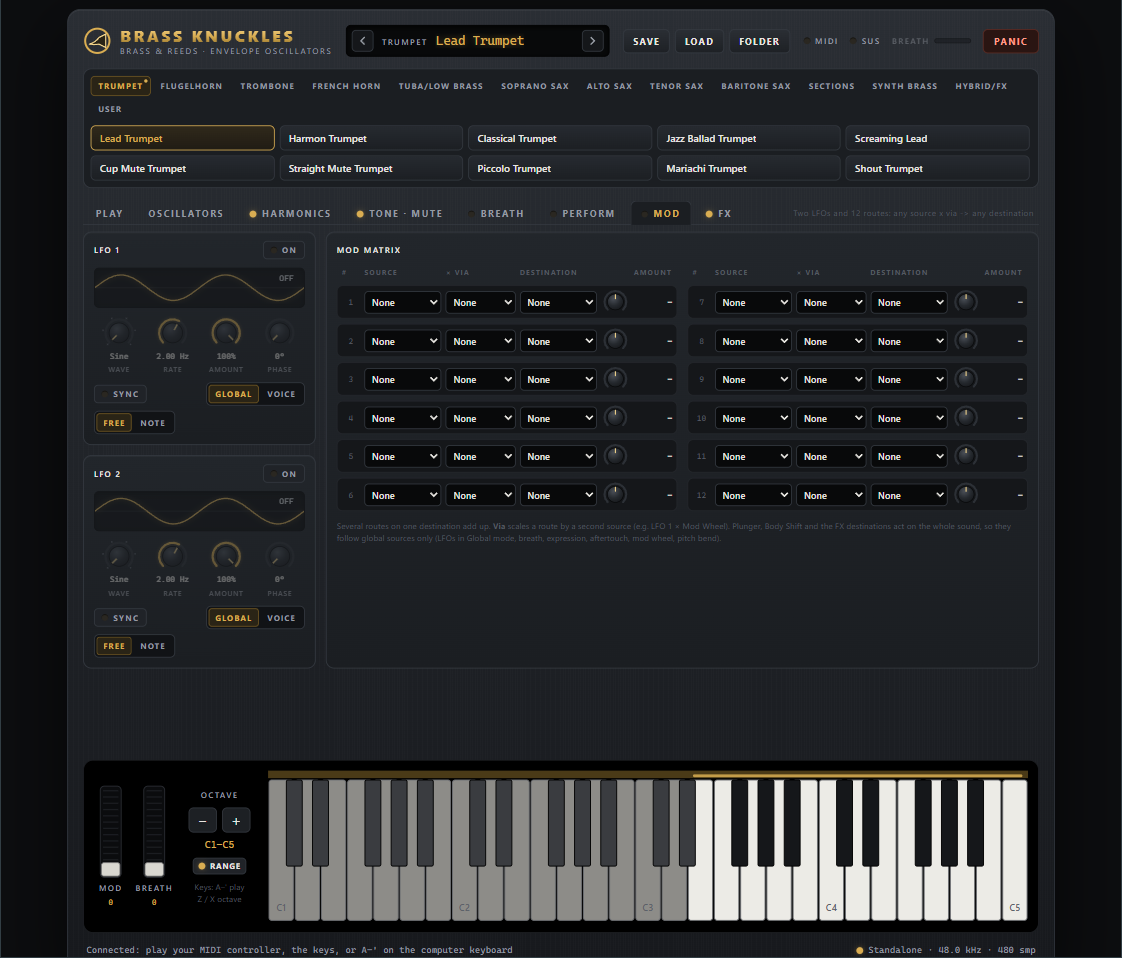 BRASS KNUCKLES
BRASS & REEDS · ENVELOPE OSCILLATORS
TRUMPET Lead Trumpet
SAVE LOAD FOLDER MIDI SUS BREATH PANIC
TRUMPET FLUGELHORN TROMBONE FRENCH HORN TUBA/LOW BRASS SOPRANO SAX ALTO SAX TENOR SAX BARITONE SAX SECTIONS SYNTH BRASS HYBRID/FX
USER
Lead Trumpet Harmon Trumpet Classical Trumpet Jazz Ballad Trumpet Screaming Lead
Cup Mute Trumpet Straight Mute Trumpet Piccolo Trumpet Mariachi Trumpet Shout Trumpet
PLAY OSCILLATORS HARMONICS TONE · MUTE BREATH PERFORM MOD FX Two LFOs and 12 routes: any source x via -> any destination
LFO 1 ON
OFF
Sine 2.00 Hz 100% 0°
WAVE RATE AMOUNT PHASE
SYNC GLOBAL VOICE
FREE NOTE
LFO 2 ON
OFF
Sine 2.00 Hz 100% 0°
WAVE RATE AMOUNT PHASE
SYNC GLOBAL VOICE
FREE NOTE
MOD MATRIX
# SOURCE × VIA DESTINATION AMOUNT # SOURCE × VIA DESTINATION AMOUNT
1 None None None – 7 None None None –
2 None None None – 8 None None None –
3 None None None – 9 None None None –
4 None None None – 10 None None None –
5 None None None – 11 None None None –
6 None None None – 12 None None None –
Several routes on one destination add up. Via scales a route by a second source (e.g. LFO 1 × Mod Wheel). Plunger, Body Shift and the FX destinations act on the whole sound, so they
follow global sources only (LFOs in Global mode, breath, expression, aftertouch, mod wheel, pitch bend).
OCTAVE
− +
C1–C5
RANGE
Keys: A–' play
Z / X octave
MOD BREATH
0 0
C1 C2 C3 C4 C5
Connected: play your MIDI controller, the keys, or A–' on the computer keyboard
Standalone · 48.0 kHz · 480 smp